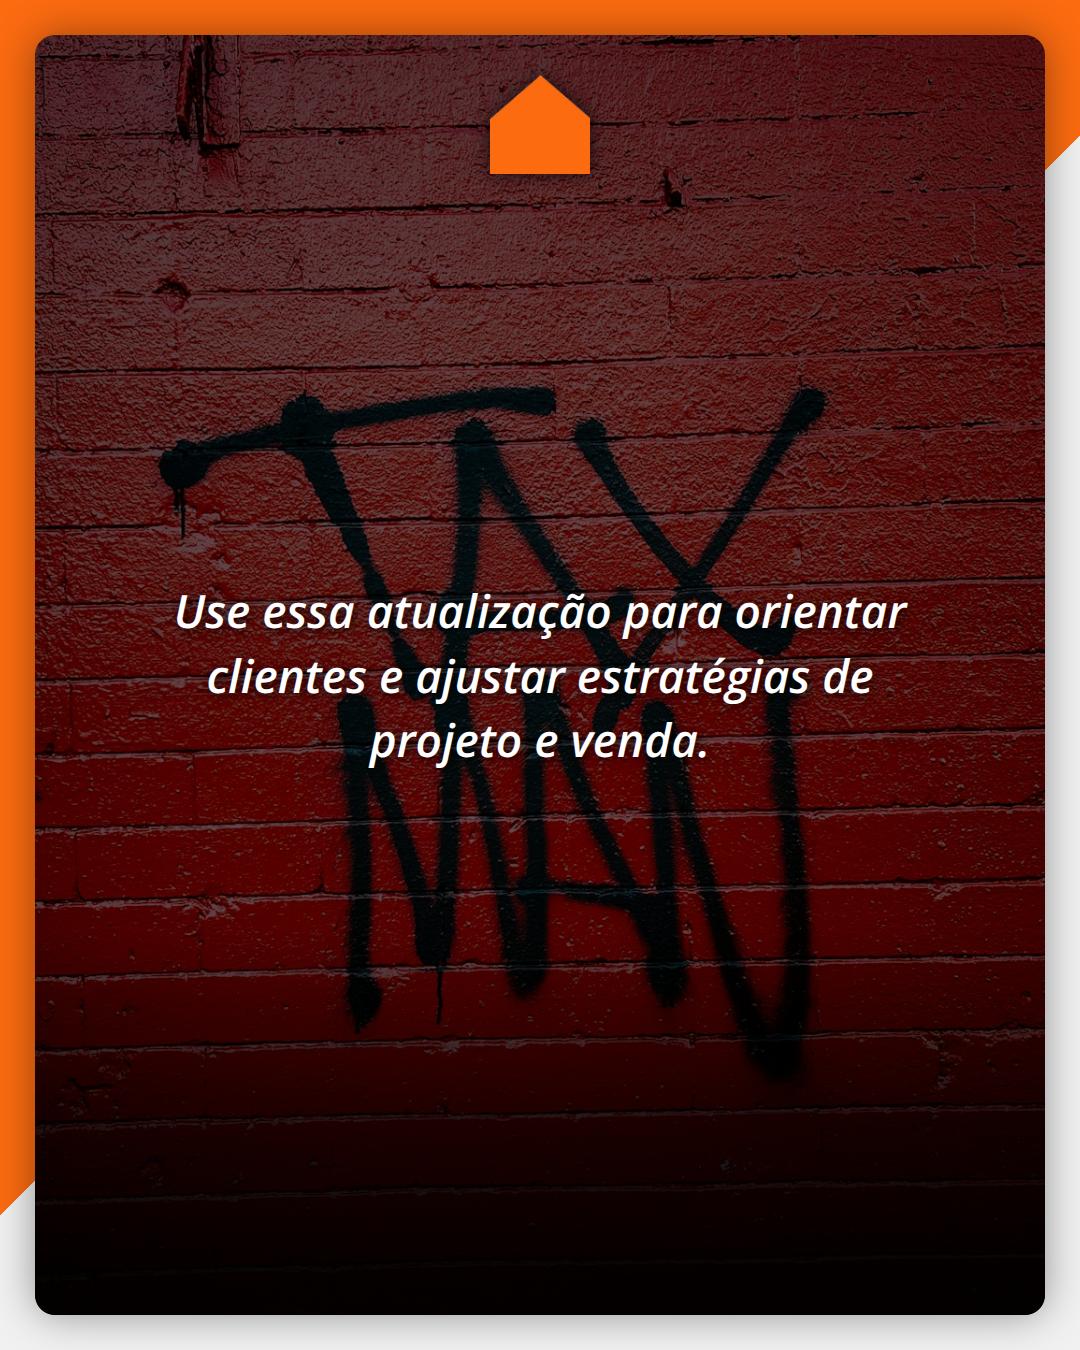 Use essa atualização para orientar
clientes e ajustar estratégias de
projeto e venda.
TAX
MAN